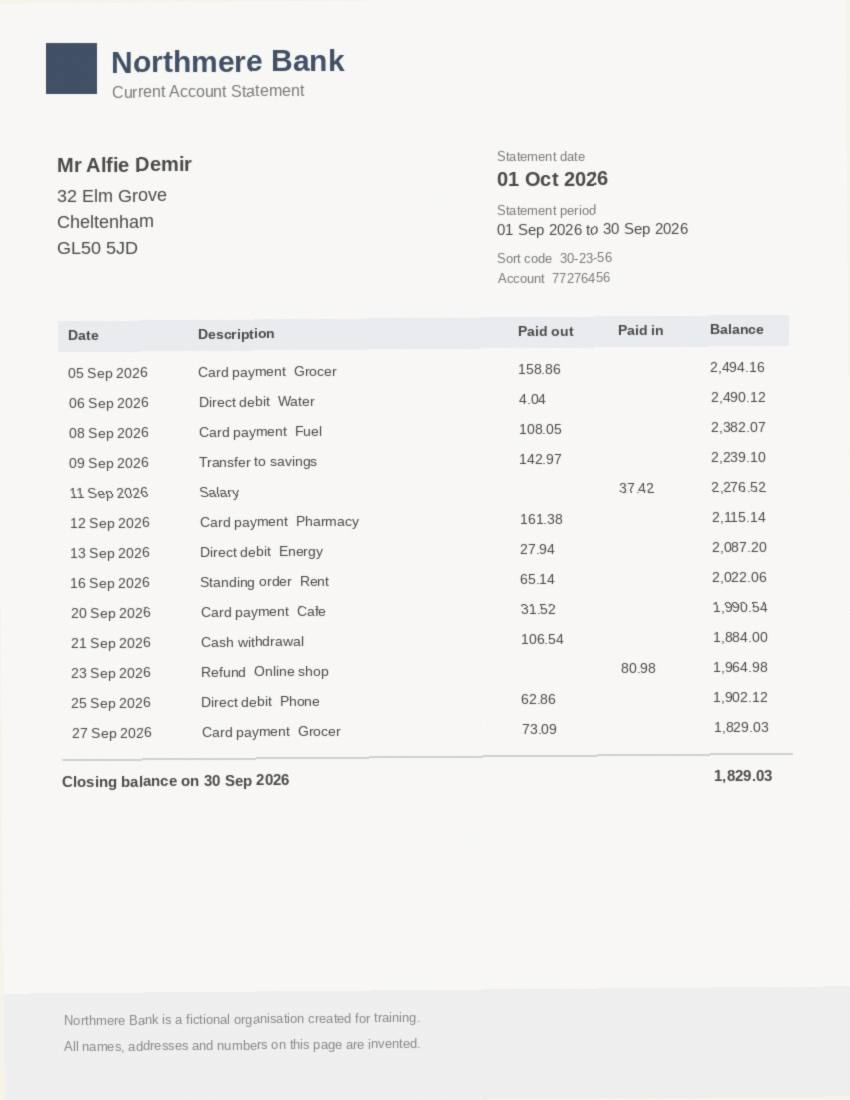 Northmere Bank
Current Account Statement
Mr Alfie Demir
32 Elm Grove
Cheltenham
GL50 5JD
Statement date
01 Oct 2026
Statement period
01 Sep 2026 to 30 Sep 2026
Sort code 30-23-56
Account 77276456
Date Description Paid out Paid in Balance
05 Sep 2026 Card payment Grocer 158.86 2,494.16
06 Sep 2026 Direct debit Water 4.04 2,490.12
08 Sep 2026 Card payment Fuel 108.05 2,382.07
09 Sep 2026 Transfer to savings 142.97 2,239.10
11 Sep 2026 Salary 37.42 2,276.52
12 Sep 2026 Card payment Pharmacy 161.38 2,115.14
13 Sep 2026 Direct debit Energy 27.94 2,087.20
16 Sep 2026 Standing order Rent 65.14 2,022.06
20 Sep 2026 Card payment Cafe 31.52 1,990.54
21 Sep 2026 Cash withdrawal 106.54 1,884.00
23 Sep 2026 Refund Online shop 80.98 1,964.98
25 Sep 2026 Direct debit Phone 62.86 1,902.12
27 Sep 2026 Card payment Grocer 73.09 1,829.03
Closing balance on 30 Sep 2026 1,829.03
Northmere Bank is a fictional organisation created for training.
All names, addresses and numbers on this page are invented.